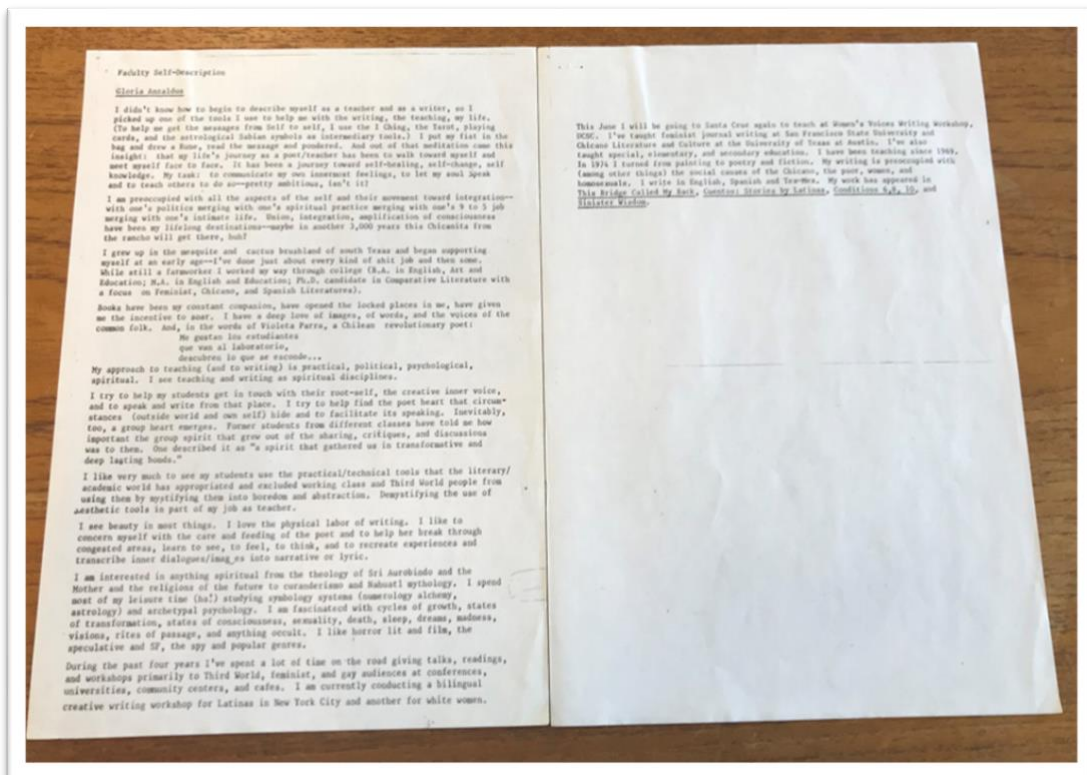 Faculty Self-Description
Gloria Anzaldua
I didn't know how to begin to describe myself as a teacher and as a writer, so I
picked up one of the tools I use to help me with the writing, the teaching, my life.
(To help me get the messages from Self to self, I use the I Ching, the Tarot, playing
cards, and the astrological Sabian symbols as intermediary tools.) I put my fist in the
bag and drew a Rune, read the message and pondered. And out of that meditation came this
insight: that my life's journey as a poet/teacher has been to walk toward myself and
meet myself face to face. It has been a journey toward self-healing, self-change, self
knowledge. My task: to communicate my own innermost feelings, to let my soul speak
and to teach others to do so--pretty ambitious, isn't it?
I am preoccupied with all the aspects of the self and their movement toward integration--
with one's politics merging with one's spiritual practice merging with one's 9 to 5 job
merging with one's intimate life. Union, integration, amplification of consciousness
have been my lifelong destinations--maybe in another 3,000 years this Chicanita from
the rancho will get there, huh?
I grew up in the mesquite and cactus brushland of south Texas and began supporting
myself at an early age--I've done just about every kind of shit job and then some.
While still a farmworker I worked my way through college (B.A. in English, Art and
Education; M.A. in English and Education; Ph.D. candidate in Comparative Literature with
a focus on Feminist, Chicano, and Spanish Literatures).
Books have been my constant companion, have opened the locked places in me, have given
me the incentive to soar. I have a deep love of images, of words, and the voices of the
common folk. And, in the words of Violeta Parra, a Chilean revolutionary poet:
Me gustan los estudiantes
que van al laboratorio,
descubren lo que se esconde...
My approach to teaching (and to writing) is practical, political, psychological,
spiritual. I see teaching and writing as spiritual disciplines.
I try to help my students get in touch with their root-self, the creative inner voice,
and to speak and write from that place. I try to help find the poet heart that circum-
stances (outside world and own self) hide and to facilitate its speaking. Inevitably,
too, a group heart emerges. Former students from different classes have told me how
important the group spirit that grew out of the sharing, critiques, and discussions
was to them. One described it as "a spirit that gathered us in transformative and
deep lasting bonds."
I like very much to see my students use the practical/technical tools that the literary/
academic world has appropriated and excluded working class and Third World people from
using them by mystifying them into boredom and abstraction. Demystifying the use of
aesthetic tools in part of my job as teacher.
I see beauty in most things. I love the physical labor of writing. I like to
concern myself with the care and feeding of the poet and to help her break through
congested areas, learn to see, to feel, to think, and to recreate experiences and
transcribe inner dialogues/imag_es into narrative or lyric.
I am interested in anything spiritual from the theology of Sri Aurobindo and the
Mother and the religions of the future to curanderismo and Nahuatl mythology. I spend
most of my leisure time (ha!) studying symbology systems (numerology alchemy,
astrology) and archetypal psychology. I am fascinated with cycles of growth, states
of transformation, states of consciousness, sexuality, death, sleep, dreams, madness,
visions, rites of passage, and anything occult. I like horror lit and film, the
speculative and SF, the spy and popular genres.
During the past four years I've spent a lot of time on the road giving talks, readings,
and workshops primarily to Third World, feminist, and gay audiences at conferences,
universities, community centers, and cafes. I am currently conducting a bilingual
creative writing workshop for Latinas in New York City and another for white women.
This June I will be going to Santa Cruz again to teach at Women's Voices Writing Workshop,
UCSC. I've taught feminist journal writing at San Francisco State University and
Chicano Literature and Culture at the University of Texas at Austin. I've also
taught special, elementary, and secondary education. I have been teaching since 1969.
In 1974 I turned from painting to poetry and fiction. My writing is preoccupied with
(among other things) the social causes of the Chicano, the poor, women, and
homosexuals. I write in English, Spanish and Tex-Mex. My work has appeared in
This Bridge Called My Back, Cuentos: Stories by Latinas, Conditions 6,8, 10, and
Sinister Wisdom.